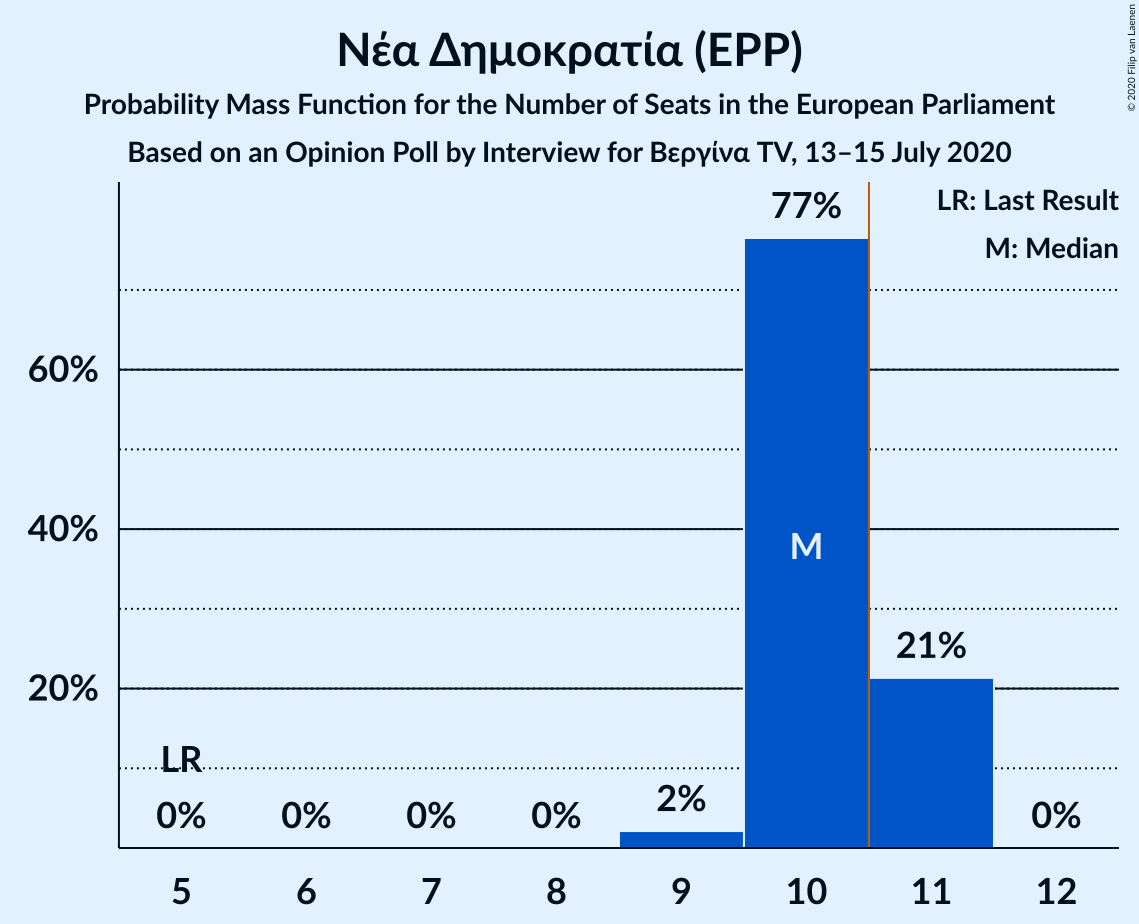 Νέα Δημοκρατία (EPP)
Probability Mass Function for the Number of Seats in the European Parliament
Based on an Opinion Poll by Interview for Βεργίνα TV, 13–15 July 2020
© 2020 Filip van Laenen
LR: Last Result
M: Median
77%
60%
40%
M
21%
20%
LR
0% 0% 0% 0% 2% 0%
5 6 7 8 9 10 11 12